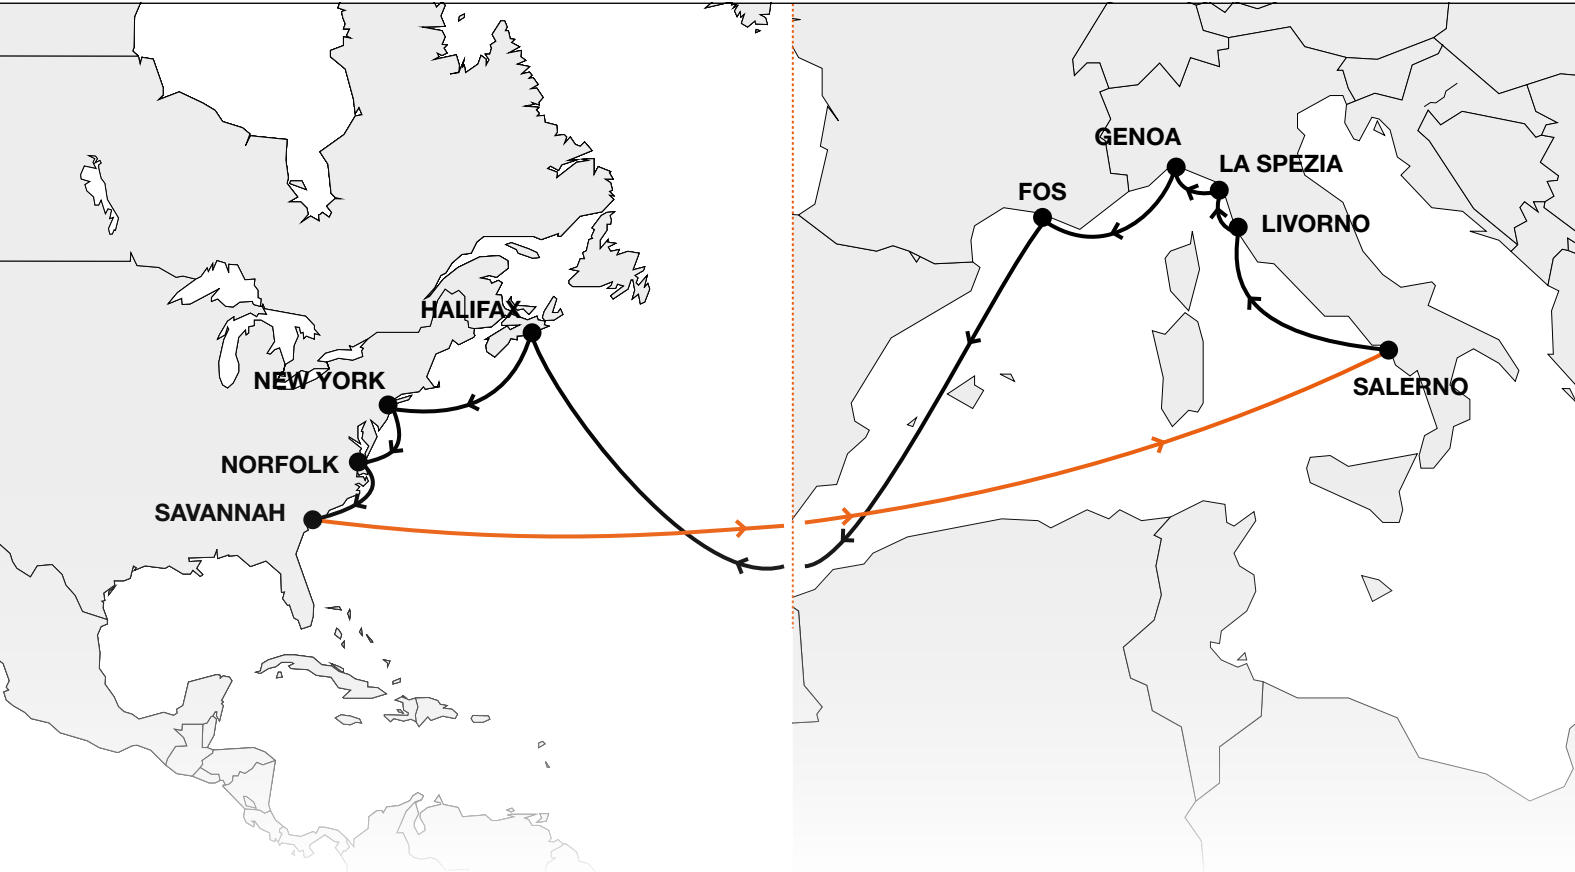 GENOA
LA SPEZIA
FOS
LIVORNO
HALIFAX
NEW YORK
SALERNO
NORFOLK
SAVANNAH